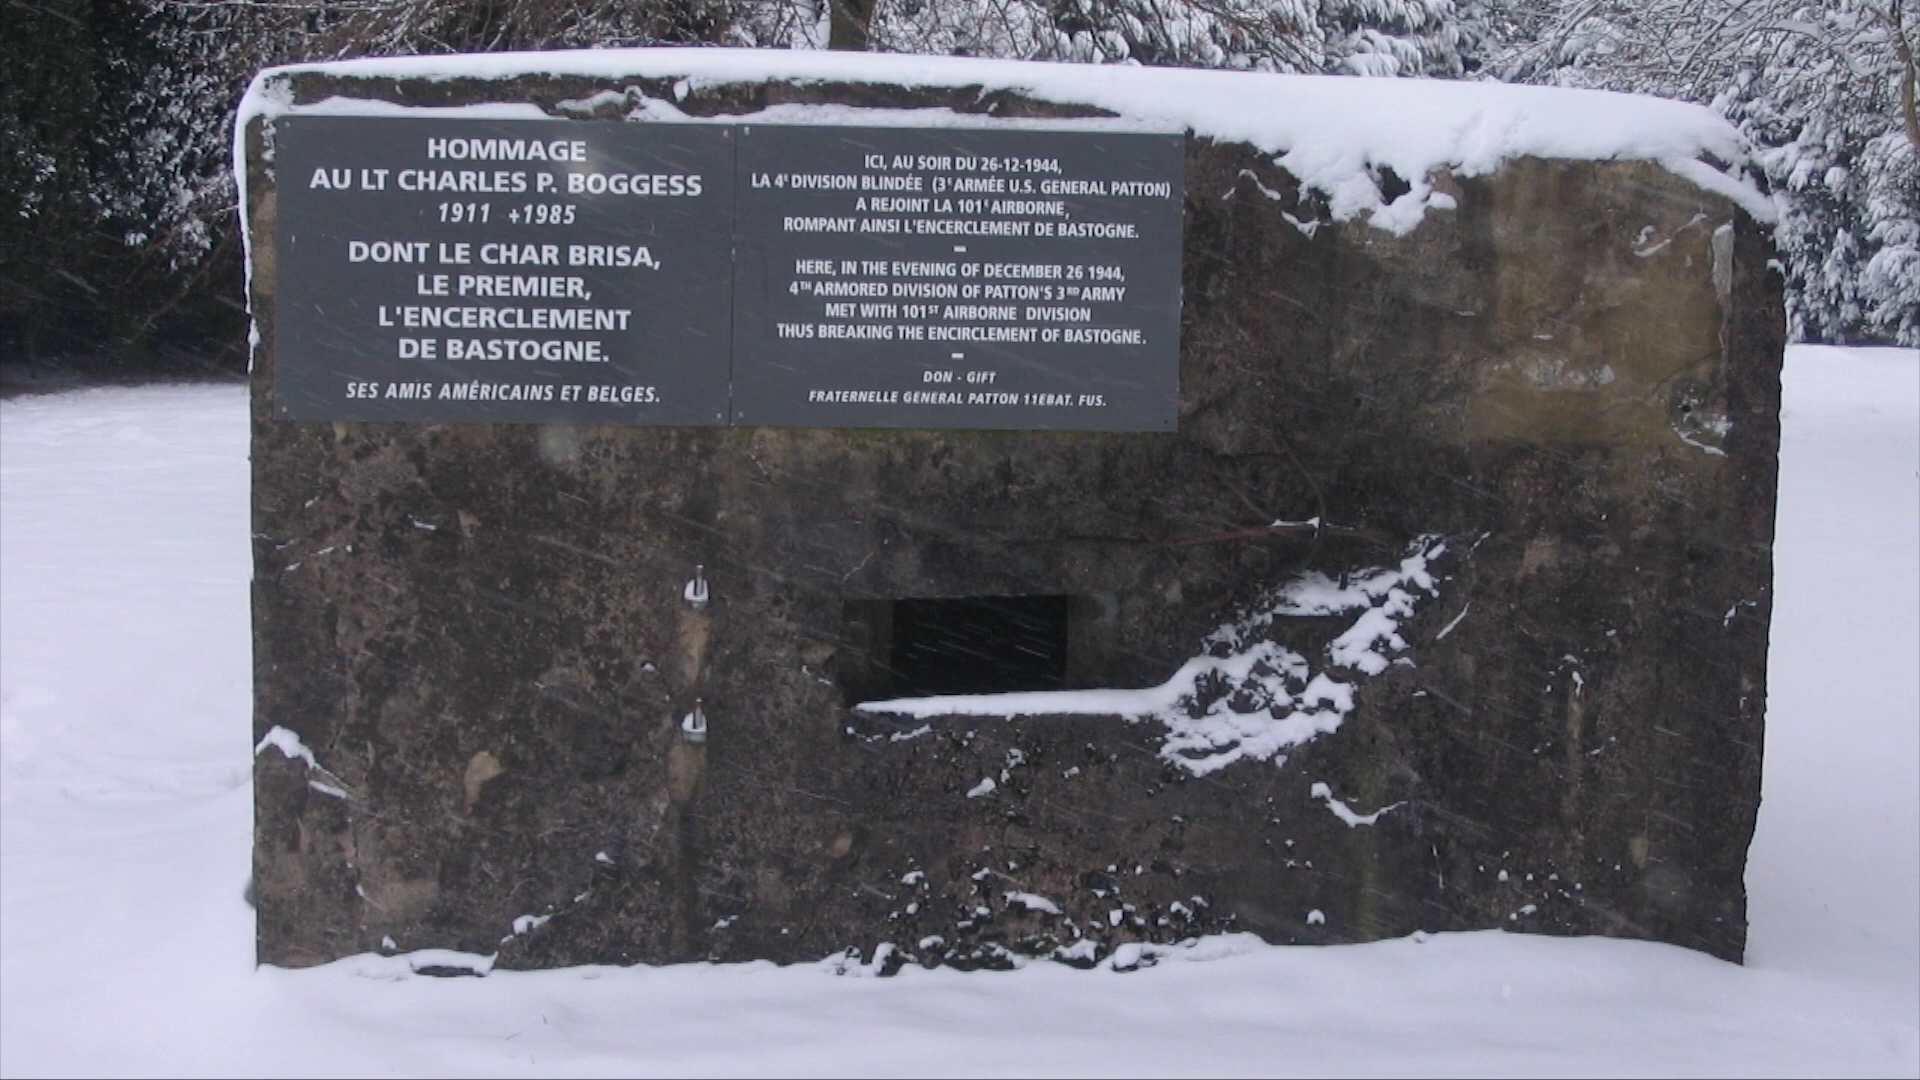 HOMMAGE
AU LT CHARLES P. BOGGESS
1911 +1985
DONT LE CHAR BRISA,
LE PREMIER,
L'ENCERCLEMENT
DE BASTOGNE.
SES AMIS AMÊRICAINS ET BELGES.
ICI, AU SOIR DU 26-12-1944,
LA 4E DIVISION BLINDÉE (3E ARMÉE U.S. GENERAL PATTON)
A REJOINT LA 101E AIRBORNE,
ROMPANT AINSI L'ENCERCLEMENT DE BASTOGNE.
–
HERE, IN THE EVENING OF DECEMBER 26 1944,
4TH ARMORED DIVISION OF PATTON'S 3RD ARMY
MET WITH 101ST AIRBORNE DIVISION
THUS BREAKING THE ENCIRCLEMENT OF BASTOGNE.
–
DON - GIFT
FRATERNELLE GENERAL PATTON 11EBAT. FUS.